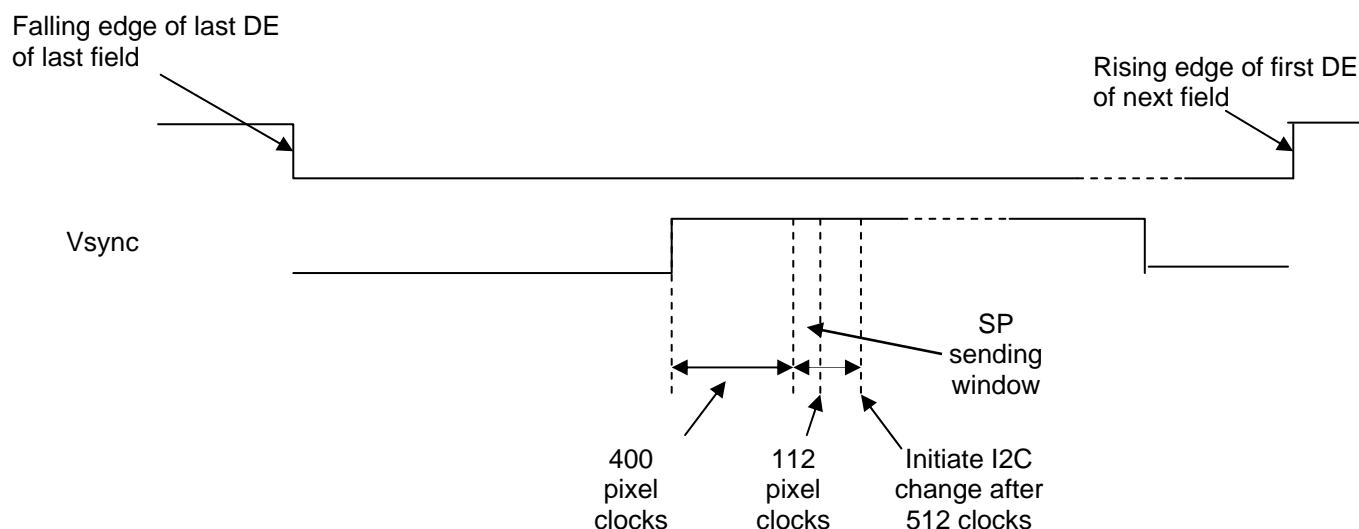 Falling edge of last DE
of last field
Rising edge of first DE
of next field
Vsync
SP
sending
window
400
pixel
clocks
112
pixel
clocks
Initiate I2C
change after
512 clocks